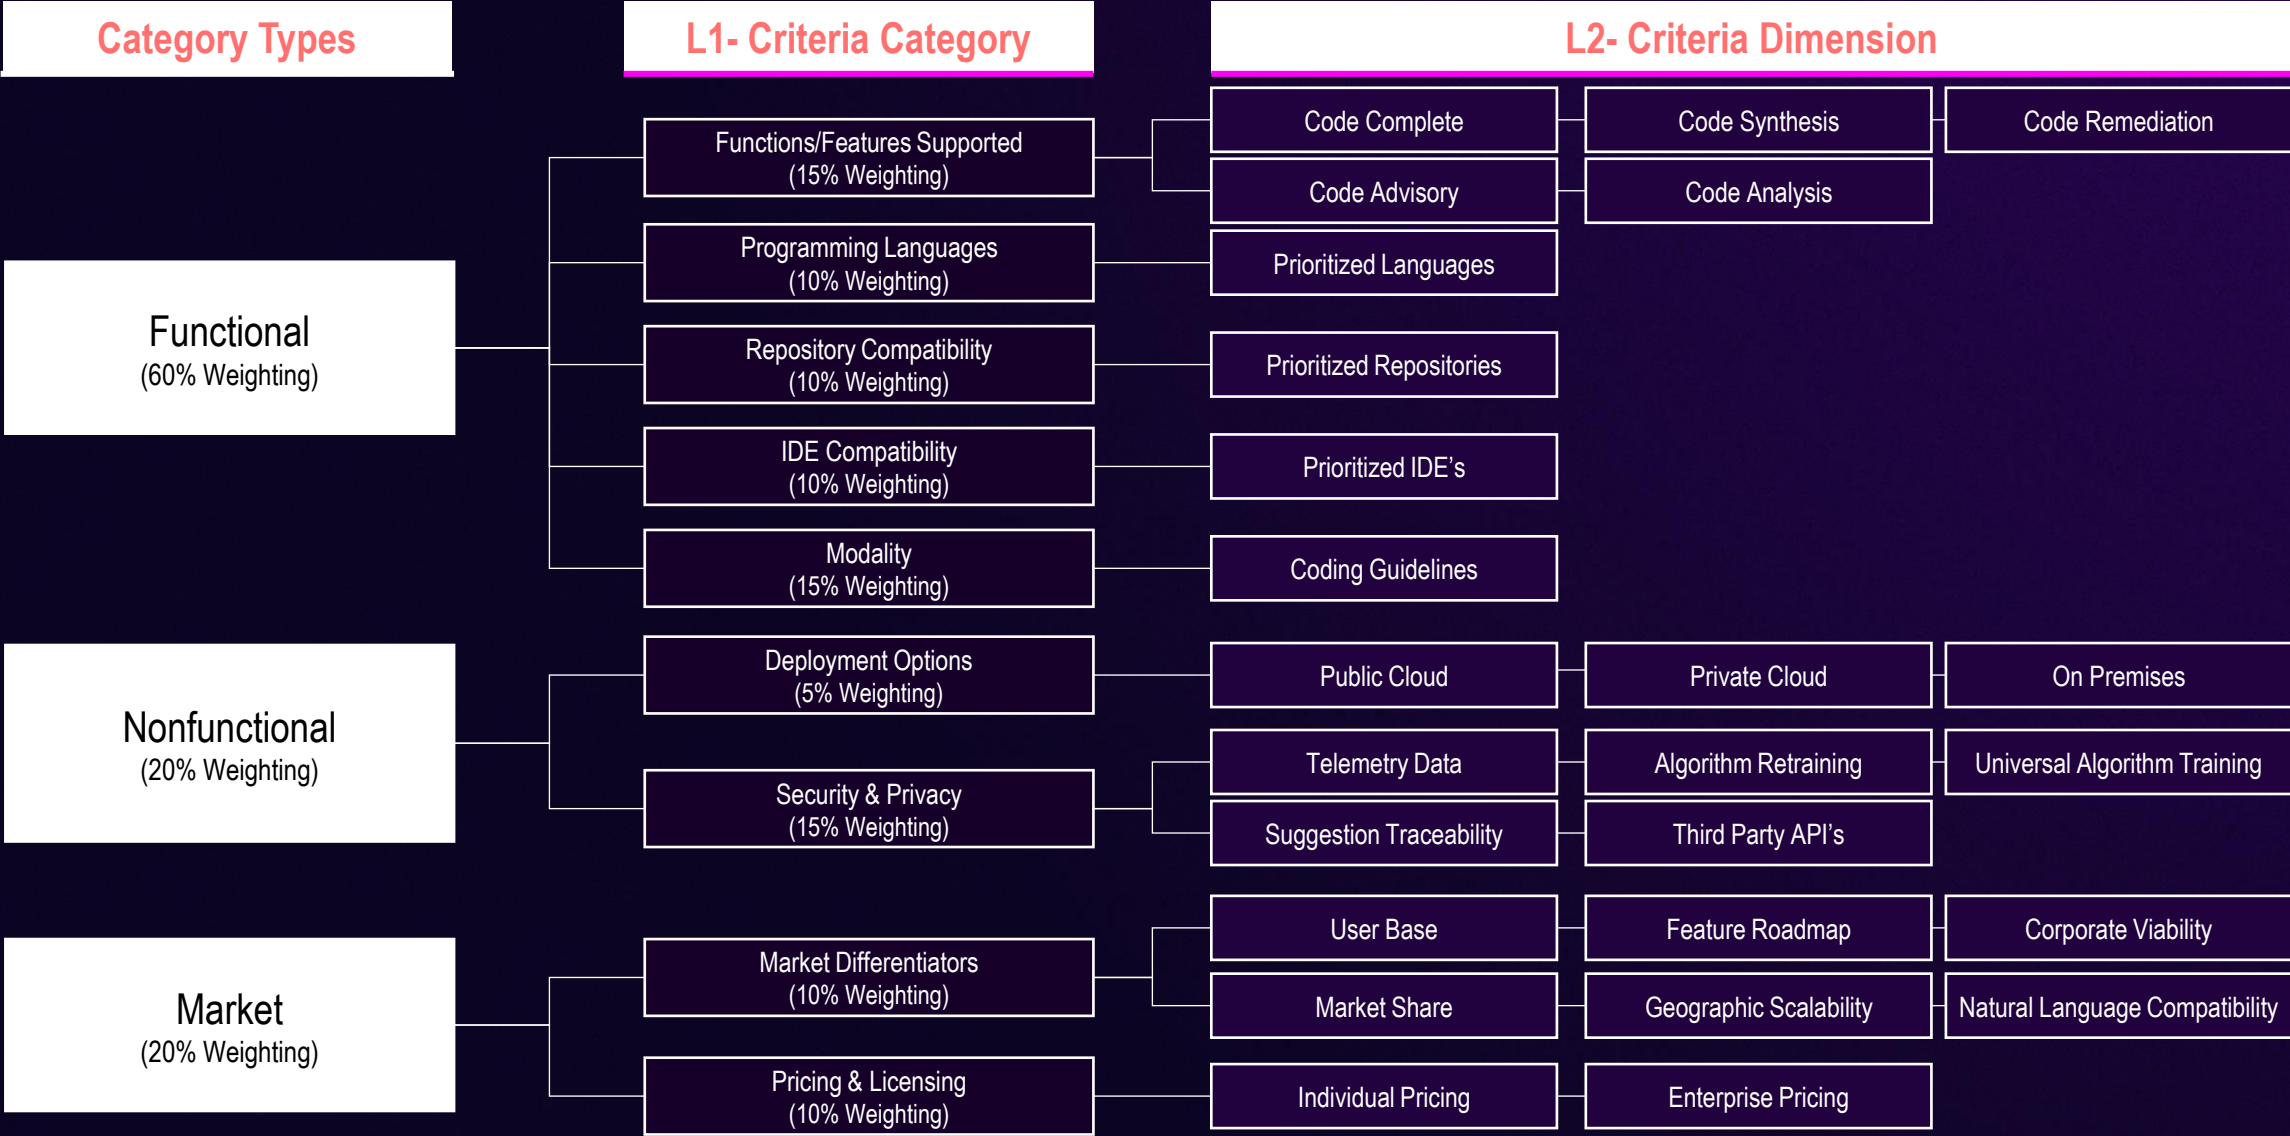 Category Types
L1- Criteria Category
L2- Criteria Dimension
Functional
(60% Weighting)
Functions/Features Supported
(15% Weighting)
Code Complete
Code Synthesis
Code Remediation
Code Advisory
Code Analysis
Programming Languages
(10% Weighting)
Prioritized Languages
Repository Compatibility
(10% Weighting)
Prioritized Repositories
IDE Compatibility
(10% Weighting)
Prioritized IDE’s
Modality
(15% Weighting)
Coding Guidelines
Nonfunctional
(20% Weighting)
Deployment Options
(5% Weighting)
Public Cloud
Private Cloud
On Premises
Security & Privacy
(15% Weighting)
Telemetry Data
Algorithm Retraining
Universal Algorithm Training
Suggestion Traceability
Third Party API’s
Market
(20% Weighting)
Market Differentiators
(10% Weighting)
User Base
Feature Roadmap
Corporate Viability
Market Share
Geographic Scalability
Natural Language Compatibility
Pricing & Licensing
(10% Weighting)
Individual Pricing
Enterprise Pricing